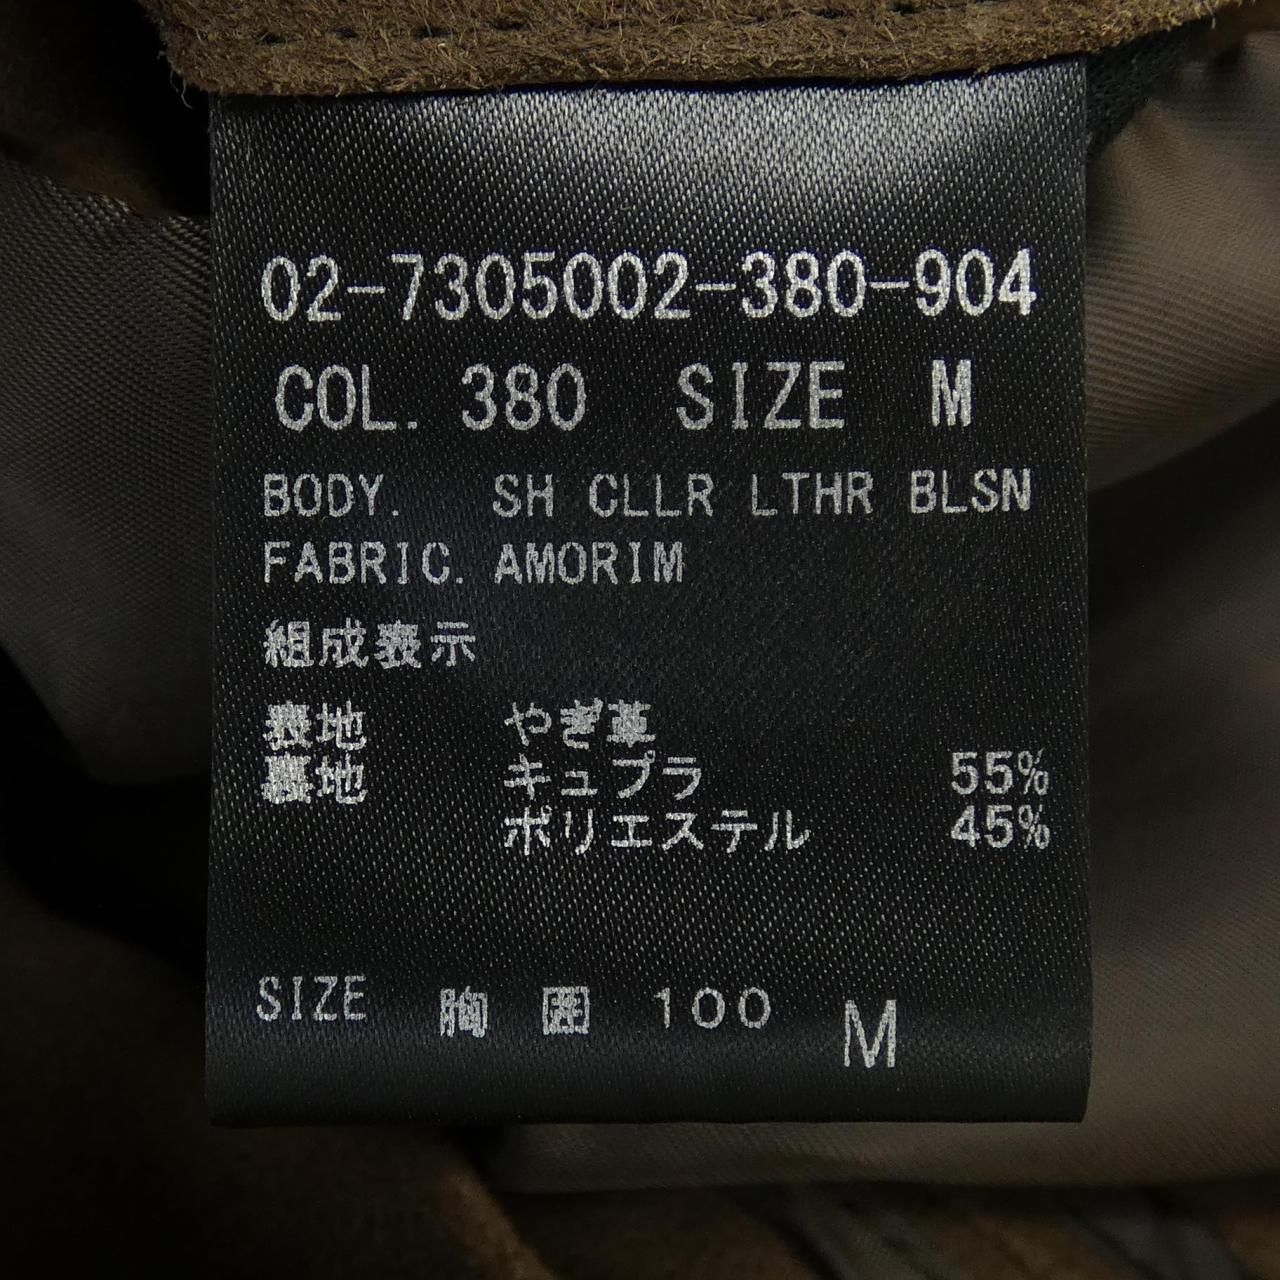 02-7305002-380-904
COL. 380 SIZE M
BODY. SH CLLR LTHR BLSN
FABRIC. AMORIM
組成表示
表地 やぎ革
裏地 キュプラ 55%
ポリエステル 45%
SIZE 胸囲 100 M